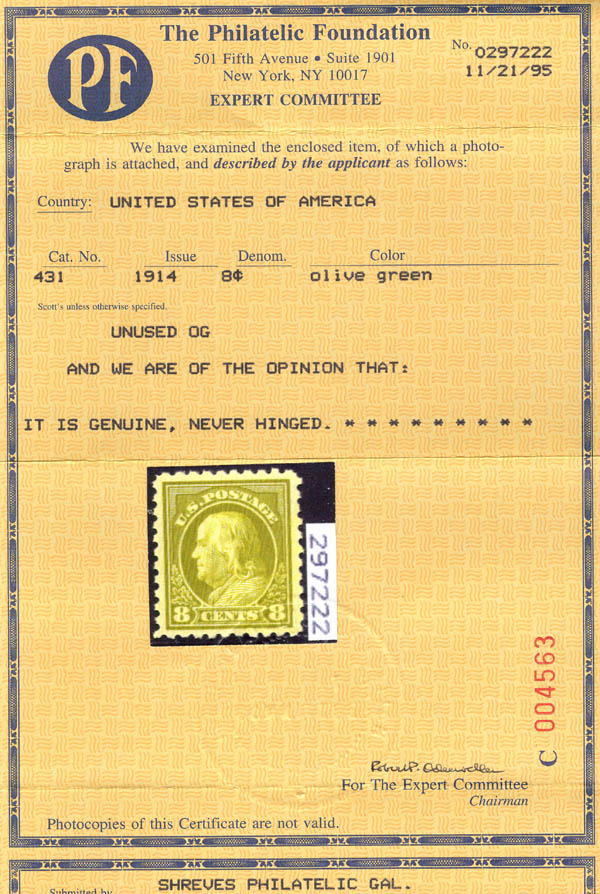 PF
The Philatelic Foundation
501 Fifth Avenue • Suite 1901
New York, NY 10017
EXPERT COMMITTEE
No. 0297222
11/21/95
We have examined the enclosed item, of which a photo-
graph is attached, and described by the applicant as follows:
Country: UNITED STATES OF AMERICA
Cat. No. Issue Denom. Color
431 1914 8¢ olive green
Scott's unless otherwise specified.
UNUSED OG
AND WE ARE OF THE OPINION THAT:
IT IS GENUINE, NEVER HINGED. * * * * * * * * *
U.S. POSTAGE
8 CENTS 8
297222
C 004563
Robert P. Odenweller
For The Expert Committee
Chairman
Photocopies of this Certificate are not valid.
Submitted by SHREVES PHILATELIC GAL.